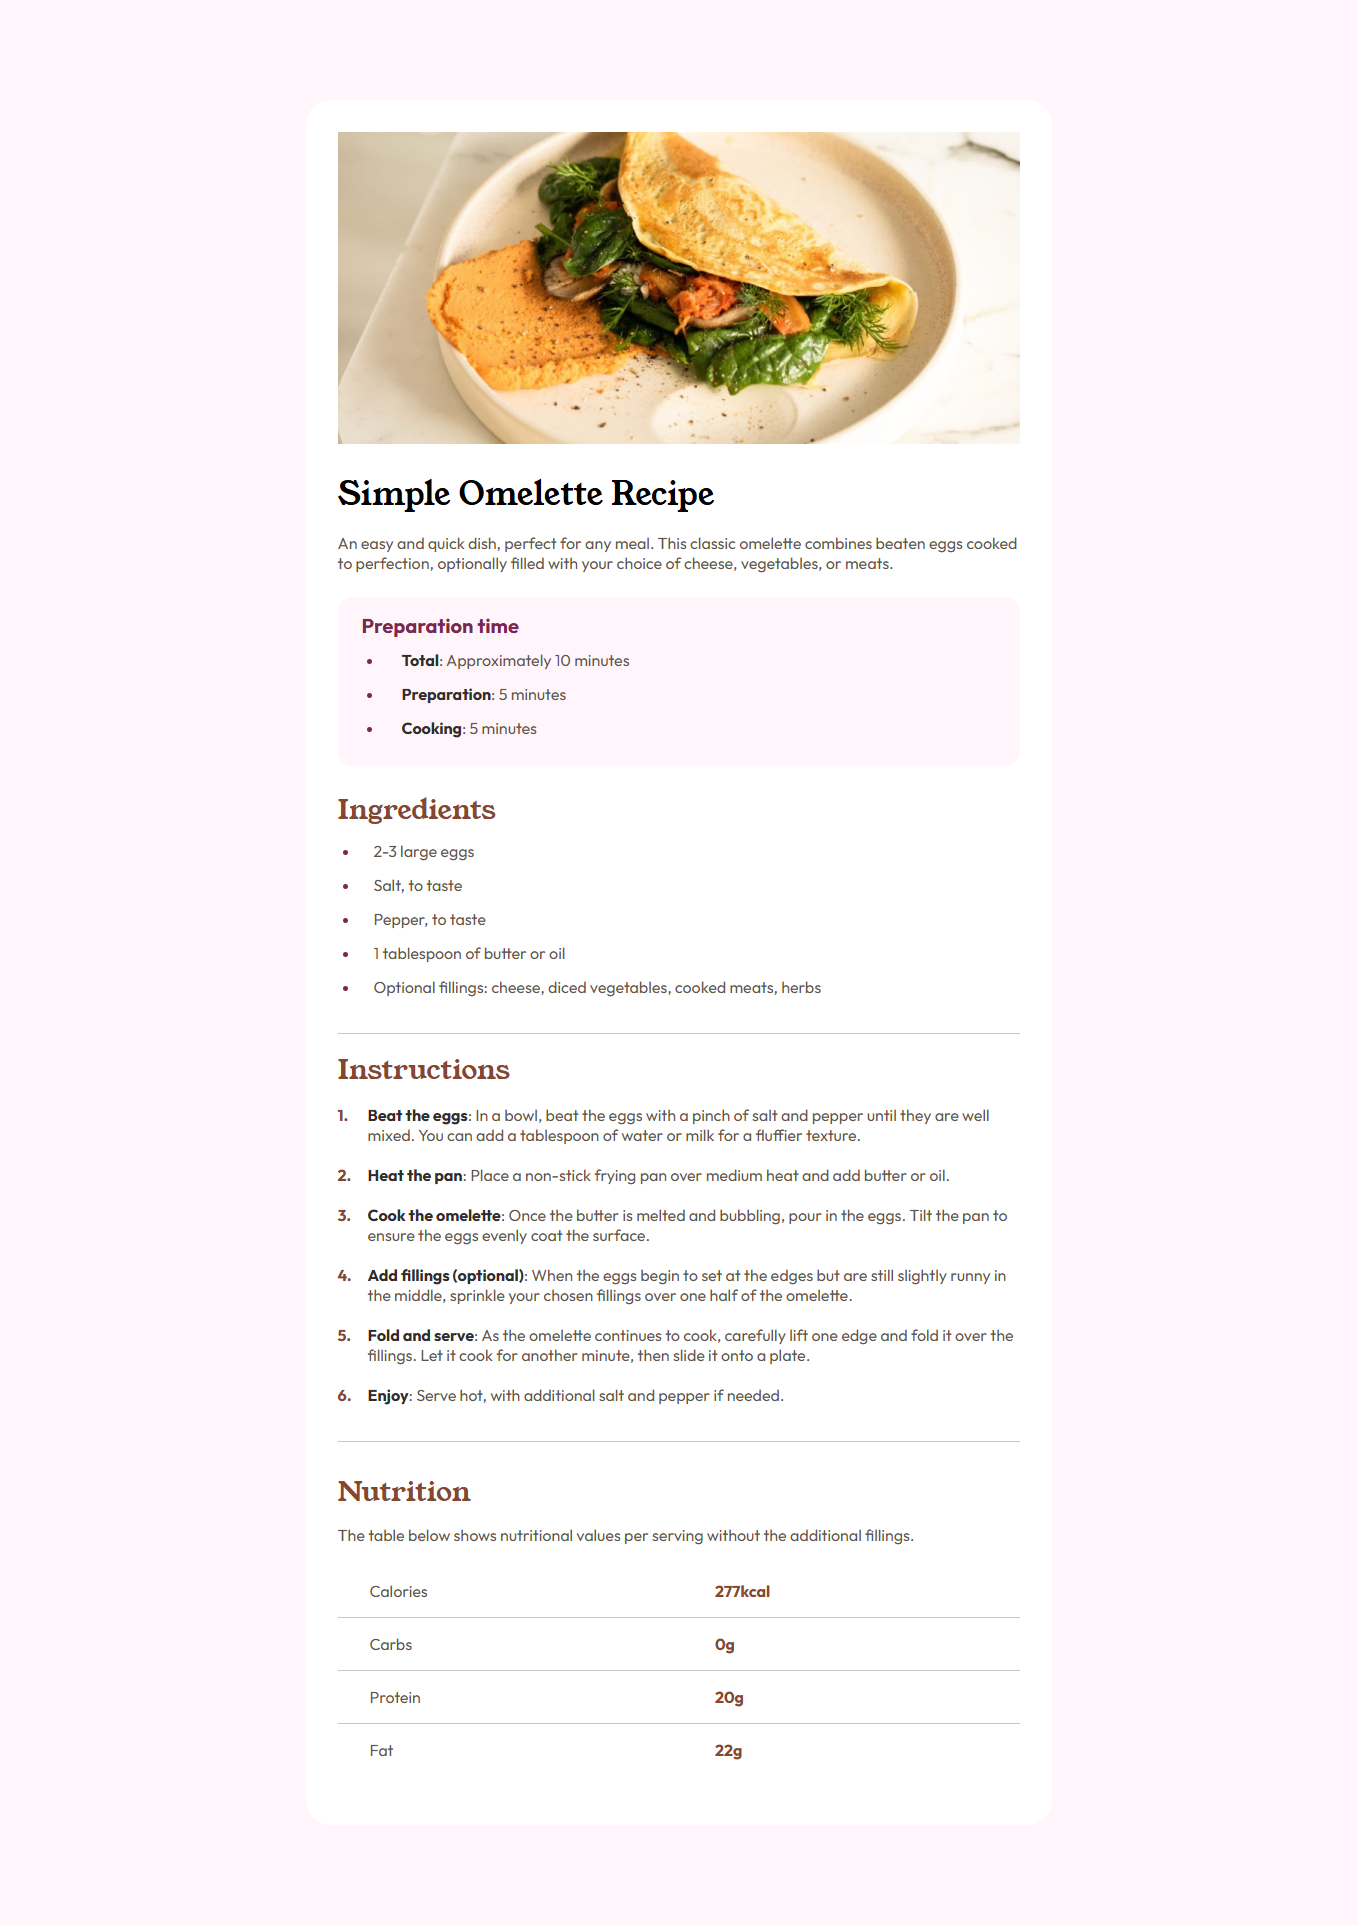 Simple Omelette Recipe
An easy and quick dish, perfect for any meal. This classic omelette combines beaten eggs cooked
to perfection, optionally filled with your choice of cheese, vegetables, or meats.
Preparation time
• Total: Approximately 10 minutes
• Preparation: 5 minutes
• Cooking: 5 minutes
Ingredients
• 2-3 large eggs
• Salt, to taste
• Pepper, to taste
• 1 tablespoon of butter or oil
• Optional fillings: cheese, diced vegetables, cooked meats, herbs
Instructions
1. Beat the eggs: In a bowl, beat the eggs with a pinch of salt and pepper until they are well
mixed. You can add a tablespoon of water or milk for a fluffier texture.
2. Heat the pan: Place a non-stick frying pan over medium heat and add butter or oil.
3. Cook the omelette: Once the butter is melted and bubbling, pour in the eggs. Tilt the pan to
ensure the eggs evenly coat the surface.
4. Add fillings (optional): When the eggs begin to set at the edges but are still slightly runny in
the middle, sprinkle your chosen fillings over one half of the omelette.
5. Fold and serve: As the omelette continues to cook, carefully lift one edge and fold it over the
fillings. Let it cook for another minute, then slide it onto a plate.
6. Enjoy: Serve hot, with additional salt and pepper if needed.
Nutrition
The table below shows nutritional values per serving without the additional fillings.
Calories 277kcal
Carbs 0g
Protein 20g
Fat 22g